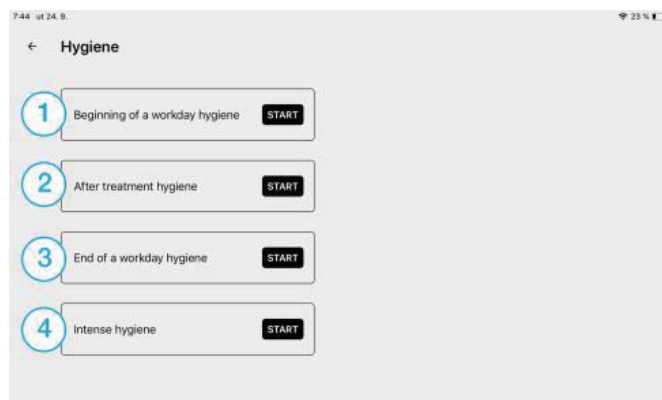 7:44 ut 24. 9.
23 %
← Hygiene
1 Beginning of a workday hygiene START
2 After treatment hygiene START
3 End of a workday hygiene START
4 Intense hygiene START